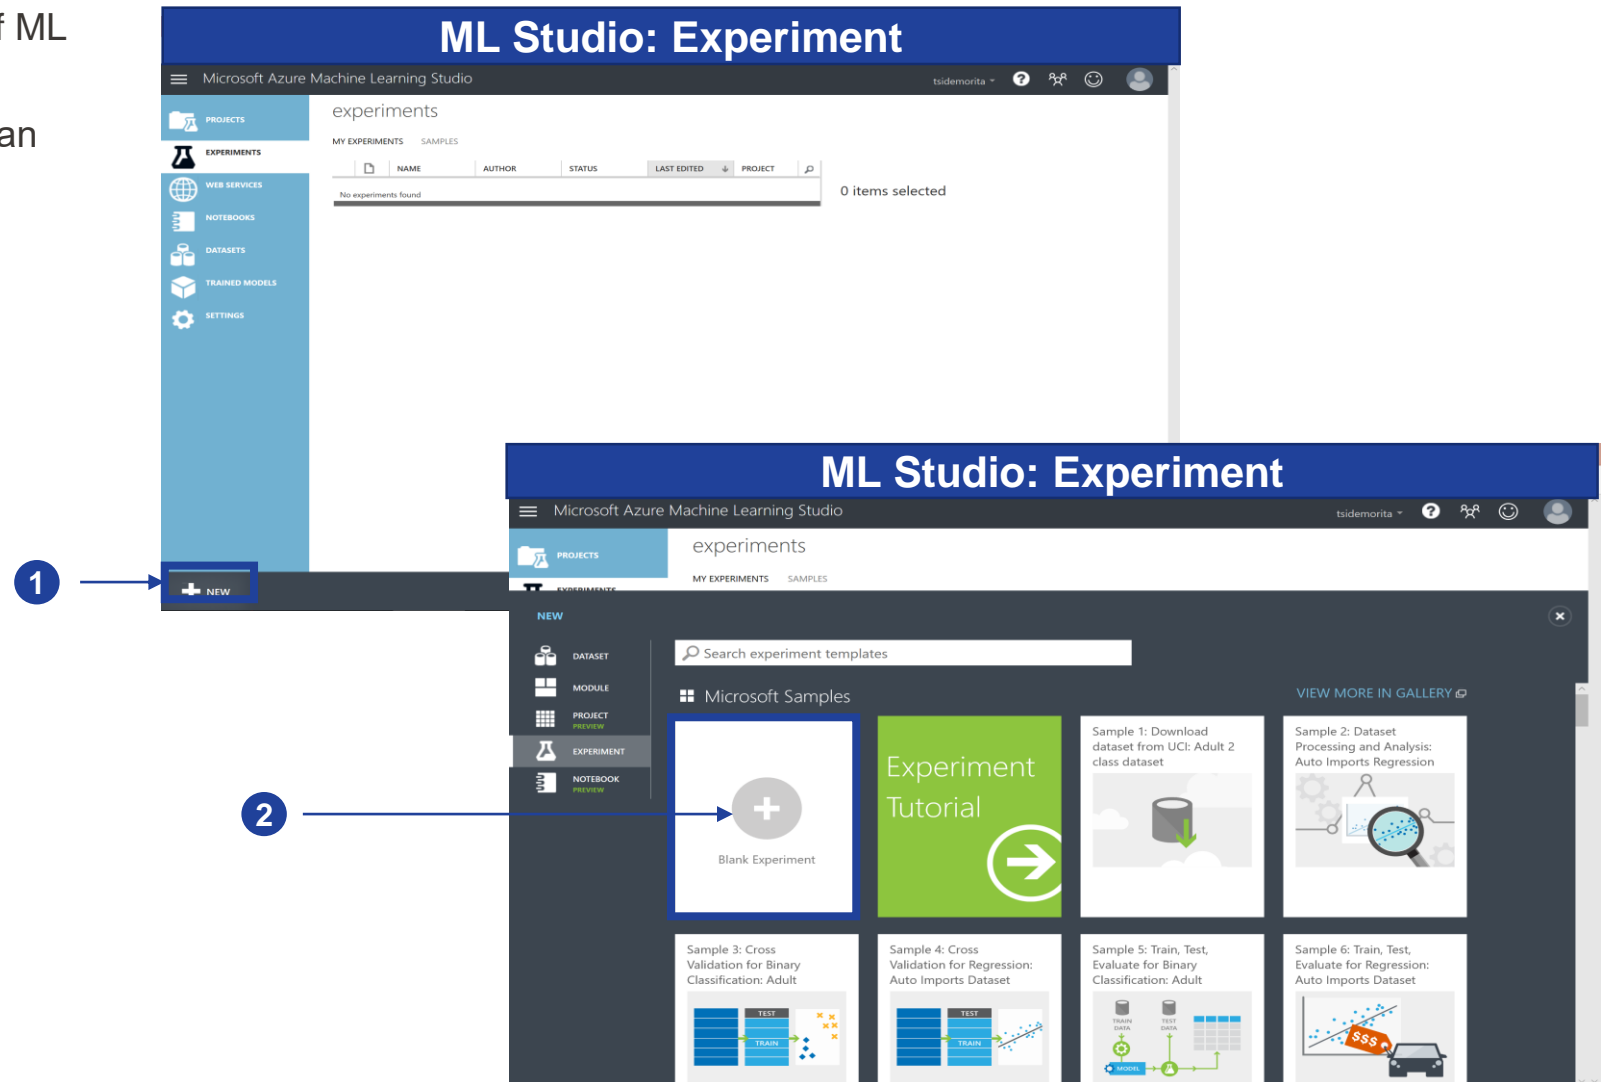 f ML
an
ML Studio: Experiment
Microsoft Azure Machine Learning Studio
tsidemorita
?
PROJECTS
EXPERIMENTS
WEB SERVICES
NOTEBOOKS
DATASETS
TRAINED MODELS
SETTINGS
experiments
MY EXPERIMENTS SAMPLES
NAME AUTHOR STATUS LAST EDITED PROJECT
No experiments found
0 items selected
1
NEW
ML Studio: Experiment
Microsoft Azure Machine Learning Studio
tsidemorita
?
PROJECTS
EXPERIMENTS
experiments
MY EXPERIMENTS SAMPLES
NEW
DATASET
MODULE
PROJECT
PREVIEW
EXPERIMENT
NOTEBOOK
PREVIEW
Search experiment templates
Microsoft Samples
VIEW MORE IN GALLERY
2
Blank Experiment
Experiment
Tutorial
Sample 1: Download
dataset from UCI: Adult 2
class dataset
Sample 2: Dataset
Processing and Analysis:
Auto Imports Regression
Sample 3: Cross
Validation for Binary
Classification: Adult
TEST
TRAIN
Sample 4: Cross
Validation for Regression:
Auto Imports Dataset
TEST
TRAIN
Sample 5: Train, Test,
Evaluate for Binary
Classification: Adult
TRAIN
DATA
TEST
DATA
MODEL
Sample 6: Train, Test,
Evaluate for Regression:
Auto Imports Dataset
$$$